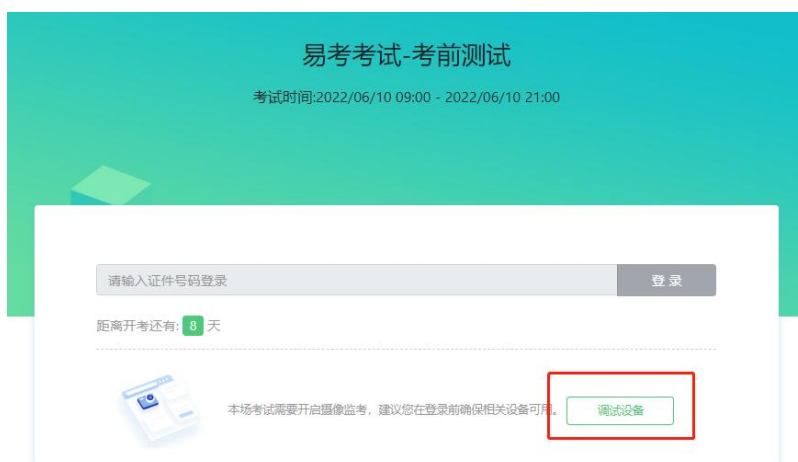 易考考试-考前测试
考试时间:2022/06/10 09:00 - 2022/06/10 21:00
请输入证件号码登录
登 录
距离开考还有: 8 天
本场考试需要开启摄像监考，建议您在登录前确保相关设备可用。
调试设备